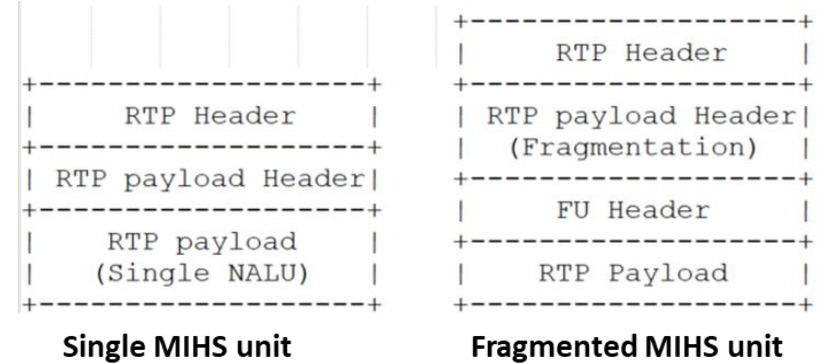 RTP Header
RTP payload Header
RTP payload
(Single NALU)
Single MIHS unit
RTP Header
RTP payload Header
(Fragmentation)
FU Header
RTP Payload
Fragmented MIHS unit